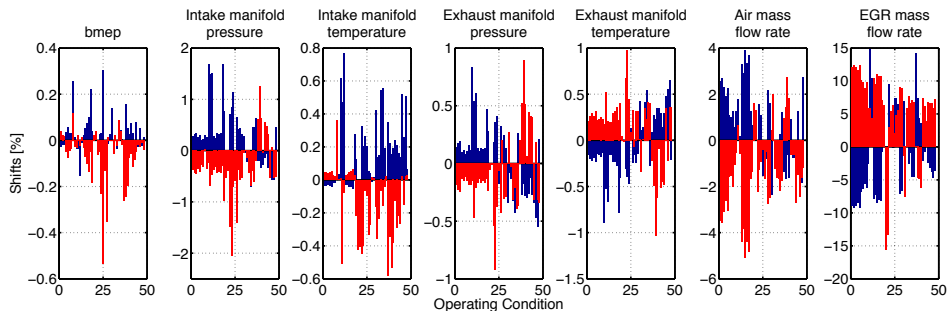 bmep
Intake manifold
pressure
Intake manifold
temperature
Exhaust manifold
pressure
Exhaust manifold
temperature
Air mass
flow rate
EGR mass
flow rate
Shifts [%]
0.4
0.2
0
−0.2
−0.4
−0.6
0 25 50
2
1
0
−1
−2
0 25 50
0.8
0.6
0.4
0.2
0
−0.2
−0.4
−0.6
0 25 50
1
0.5
0
−0.5
−1
0 25 50
1
0.5
0
−0.5
−1
−1.5
0 25 50
4
2
0
−2
−4
−6
0 25 50
15
10
5
0
−5
−10
−15
−20
0 25 50
Operating Condition